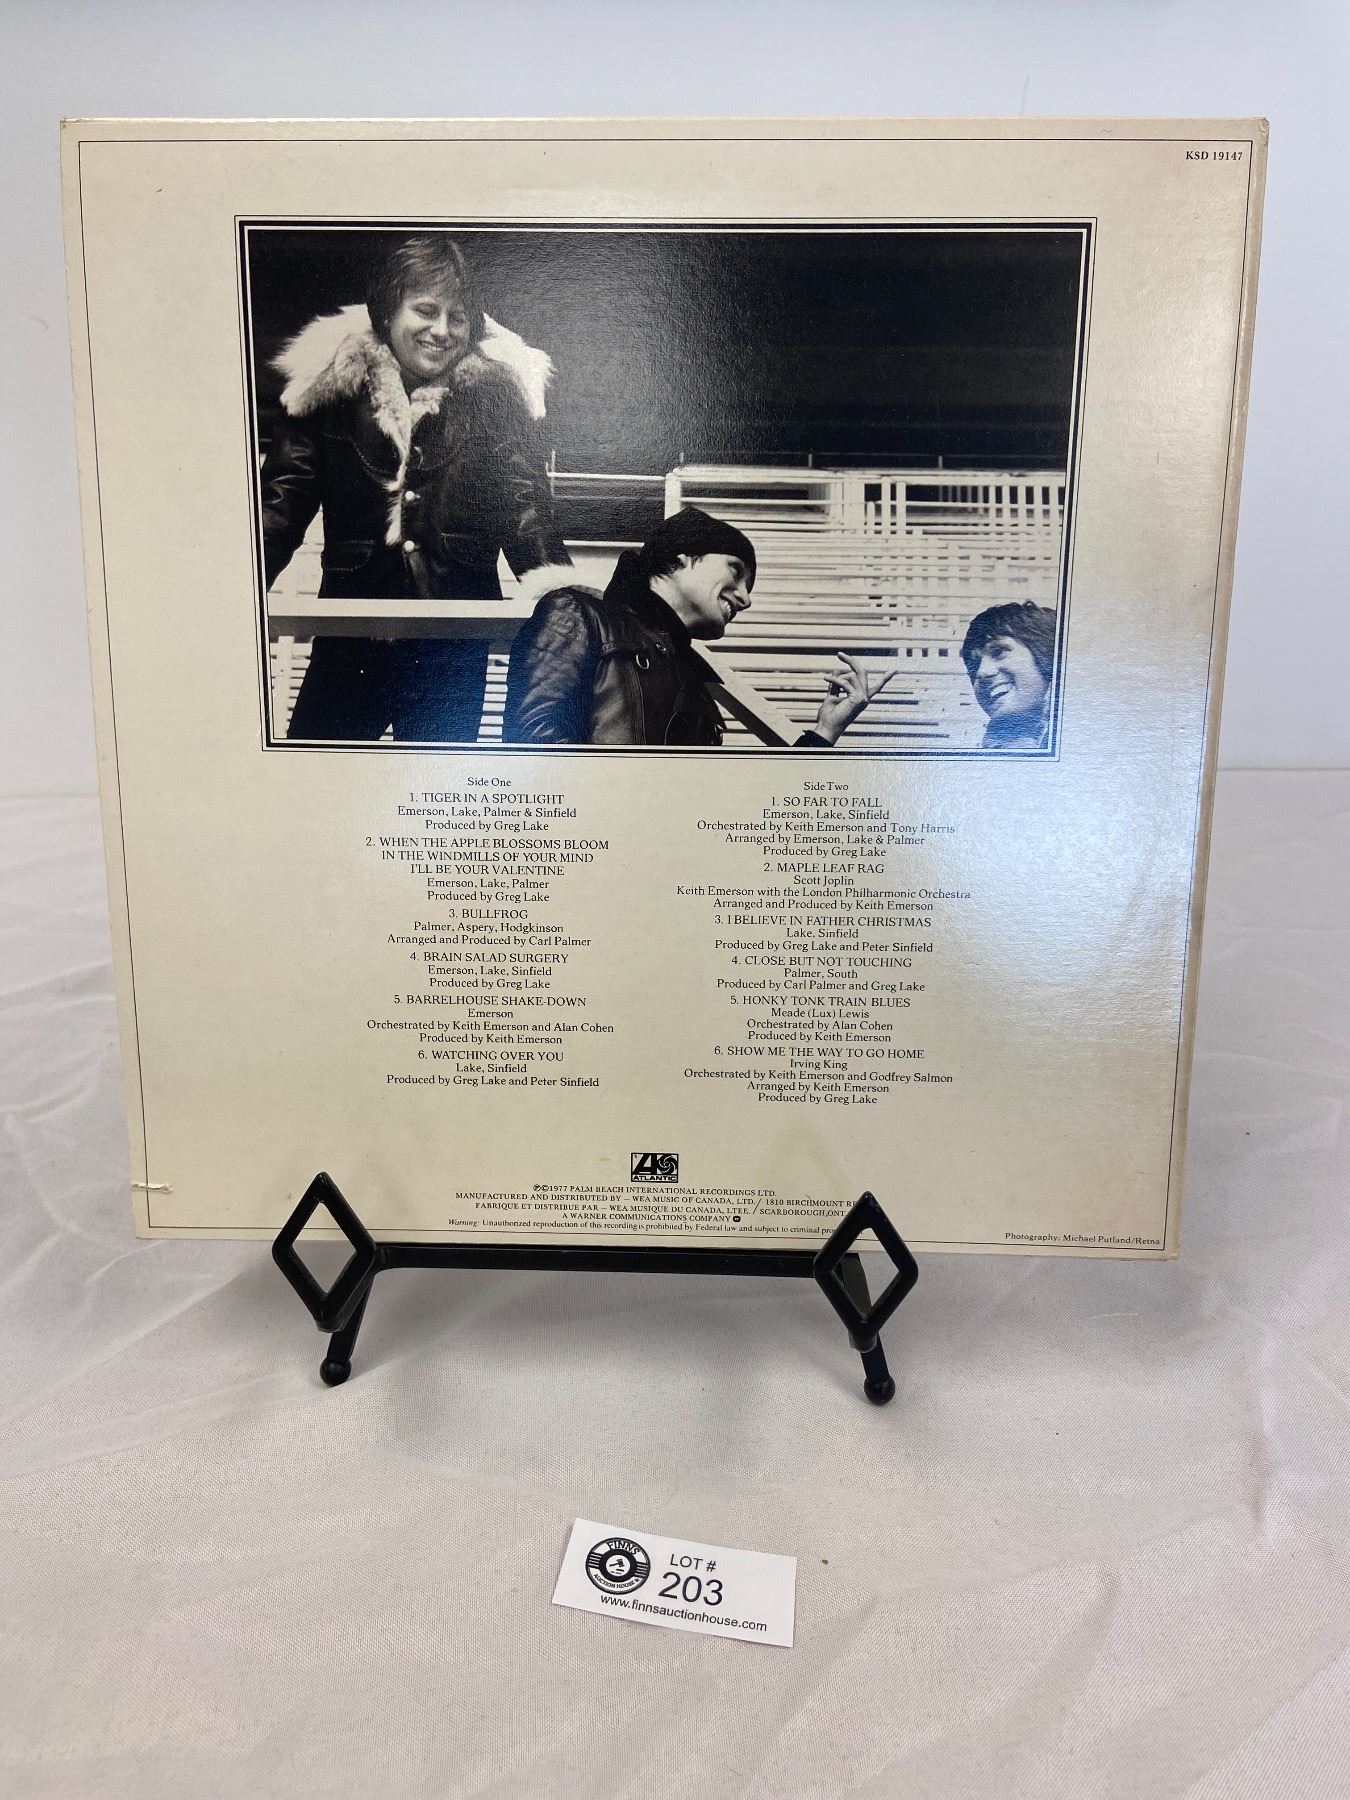 KSD 19147
Side One
1. TIGER IN A SPOTLIGHT
Emerson, Lake, Palmer & Sinfield
Produced by Greg Lake
2. WHEN THE APPLE BLOSSOMS BLOOM
IN THE WINDMILLS OF YOUR MIND
I'LL BE YOUR VALENTINE
Emerson, Lake, Palmer
Produced by Greg Lake
3. BULLFROG
Palmer, Aspery, Hodgkinson
Arranged and Produced by Carl Palmer
4. BRAIN SALAD SURGERY
Emerson, Lake, Sinfield
Produced by Greg Lake
5. BARRELHOUSE SHAKE-DOWN
Emerson
Orchestrated by Keith Emerson and Alan Cohen
Produced by Keith Emerson
6. WATCHING OVER YOU
Lake, Sinfield
Produced by Greg Lake and Peter Sinfield
Side Two
1. SO FAR TO FALL
Emerson, Lake, Sinfield
Orchestrated by Keith Emerson and Tony Harris
Arranged by Emerson, Lake & Palmer
Produced by Greg Lake
2. MAPLE LEAF RAG
Scott Joplin
Keith Emerson with the London Philharmonic Orchestra
Arranged and Produced by Keith Emerson
3. I BELIEVE IN FATHER CHRISTMAS
Lake, Sinfield
Produced by Greg Lake and Peter Sinfield
4. CLOSE BUT NOT TOUCHING
Palmer, South
Produced by Carl Palmer and Greg Lake
5. HONKY TONK TRAIN BLUES
Meade (Lux) Lewis
Orchestrated by Alan Cohen
Produced by Keith Emerson
6. SHOW ME THE WAY TO GO HOME
Irving King
Orchestrated by Keith Emerson and Godfrey Salmon
Arranged by Keith Emerson
Produced by Greg Lake
ATLANTIC
℗©1977 PALM BEACH INTERNATIONAL RECORDINGS LTD.
MANUFACTURED AND DISTRIBUTED BY – WEA MUSIC OF CANADA, LTD. / 1810 BIRCHMOUNT
FABRIQUE ET DISTRIBUE PAR – WEA MUSIQUE DU CANADA, LTEE. / SCARBOROUGH, ONT
A WARNER COMMUNICATIONS COMPANY
Warning: Unauthorized reproduction of this recording is prohibited by Federal law and subject to criminal
Photography: Michael Putland/Retna
FINNS
AUCTION HOUSE
LOT #
203
www.finnsauctionhouse.com